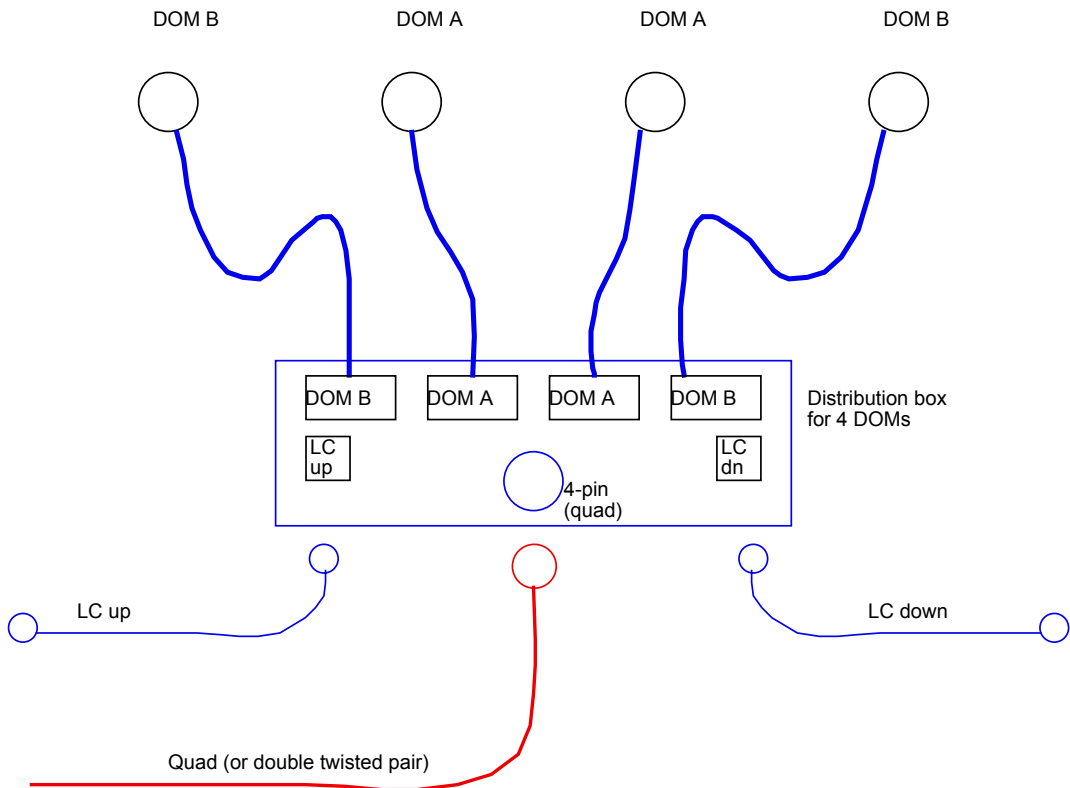 DOM B
DOM A
DOM A
DOM B
DOM B
DOM A
DOM A
DOM B
Distribution box
for 4 DOMs
LC
up
LC
dn
4-pin
(quad)
LC up
LC down
Quad (or double twisted pair)